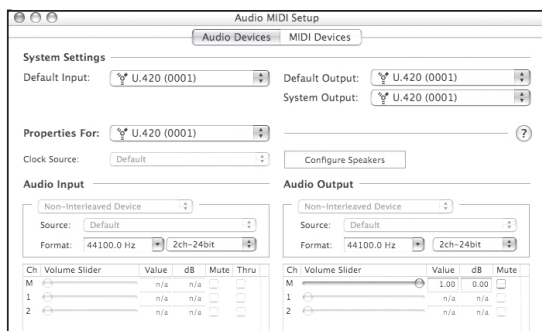 Audio MIDI Setup
Audio Devices MIDI Devices
System Settings
Default Input: U.420 (0001)
Default Output: U.420 (0001)
System Output: U.420 (0001)
Properties For: U.420 (0001)
?
Clock Source: Default
Configure Speakers
Audio Input
Non-Interleaved Device
Source: Default
Format: 44100.0 Hz 2ch-24bit
Ch Volume Slider Value dB Mute Thru
M n/a n/a
1 n/a n/a
2 n/a n/a
Audio Output
Non-Interleaved Device
Source: Default
Format: 44100.0 Hz 2ch-24bit
Ch Volume Slider Value dB Mute
M 1.00 0.00
1 n/a n/a
2 n/a n/a